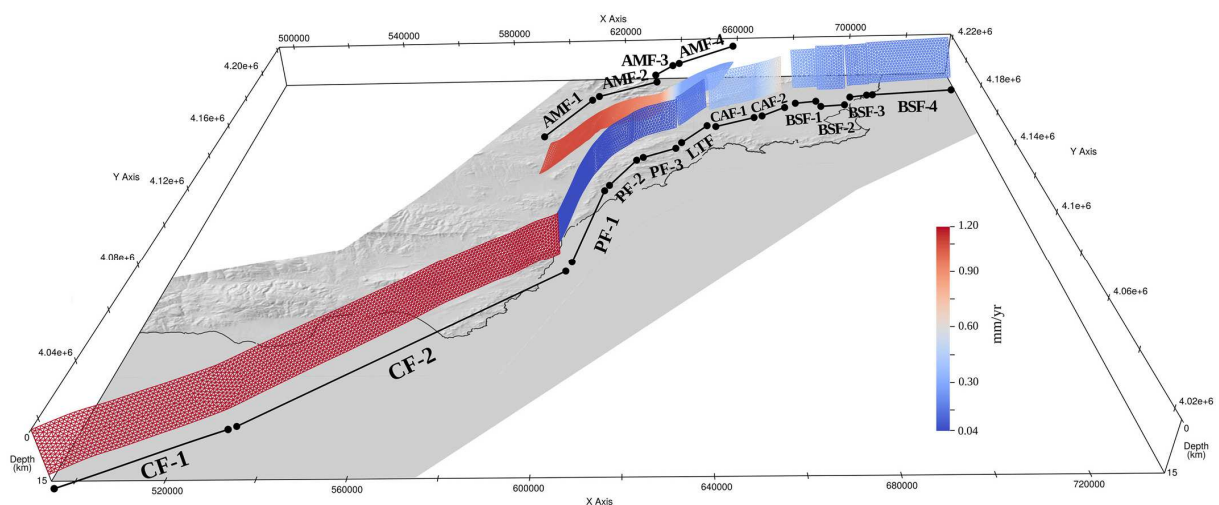 X Axis
500000
540000
580000
620000
660000
700000
4.20e+6
4.16e+6
Y Axis
4.12e+6
4.08e+6
4.04e+6
0
Depth
(km)
15
4.22e+6
4.18e+6
4.14e+6
Y Axis
4.1e+6
4.06e+6
4.02e+6
0
Depth
(km)
15
AMF-1
AMF-2
AMF-3
AMF-4
CAF-1
CAF-2
BSF-1
BSF-2
BSF-3
BSF-4
LTF
PF-3
PF-2
PF-1
CF-2
CF-1
1.20
0.90
0.60
0.30
0.04
mm/yr
520000
560000
600000
640000
680000
720000
X Axis